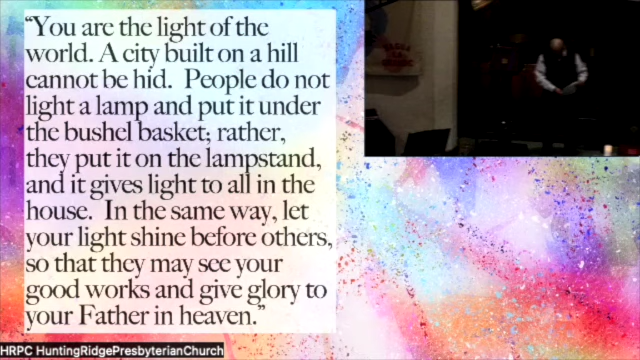 “You are the light of the
world. A city built on a hill
cannot be hid.  People do not
light a lamp and put it under
the bushel basket; rather,
they put it on the lampstand,
and it gives light to all in the
house.  In the same way, let
your light shine before others,
so that they may see your
good works and give glory to
your Father in heaven.”
HRPC HuntingRidgePresbyterianChurch